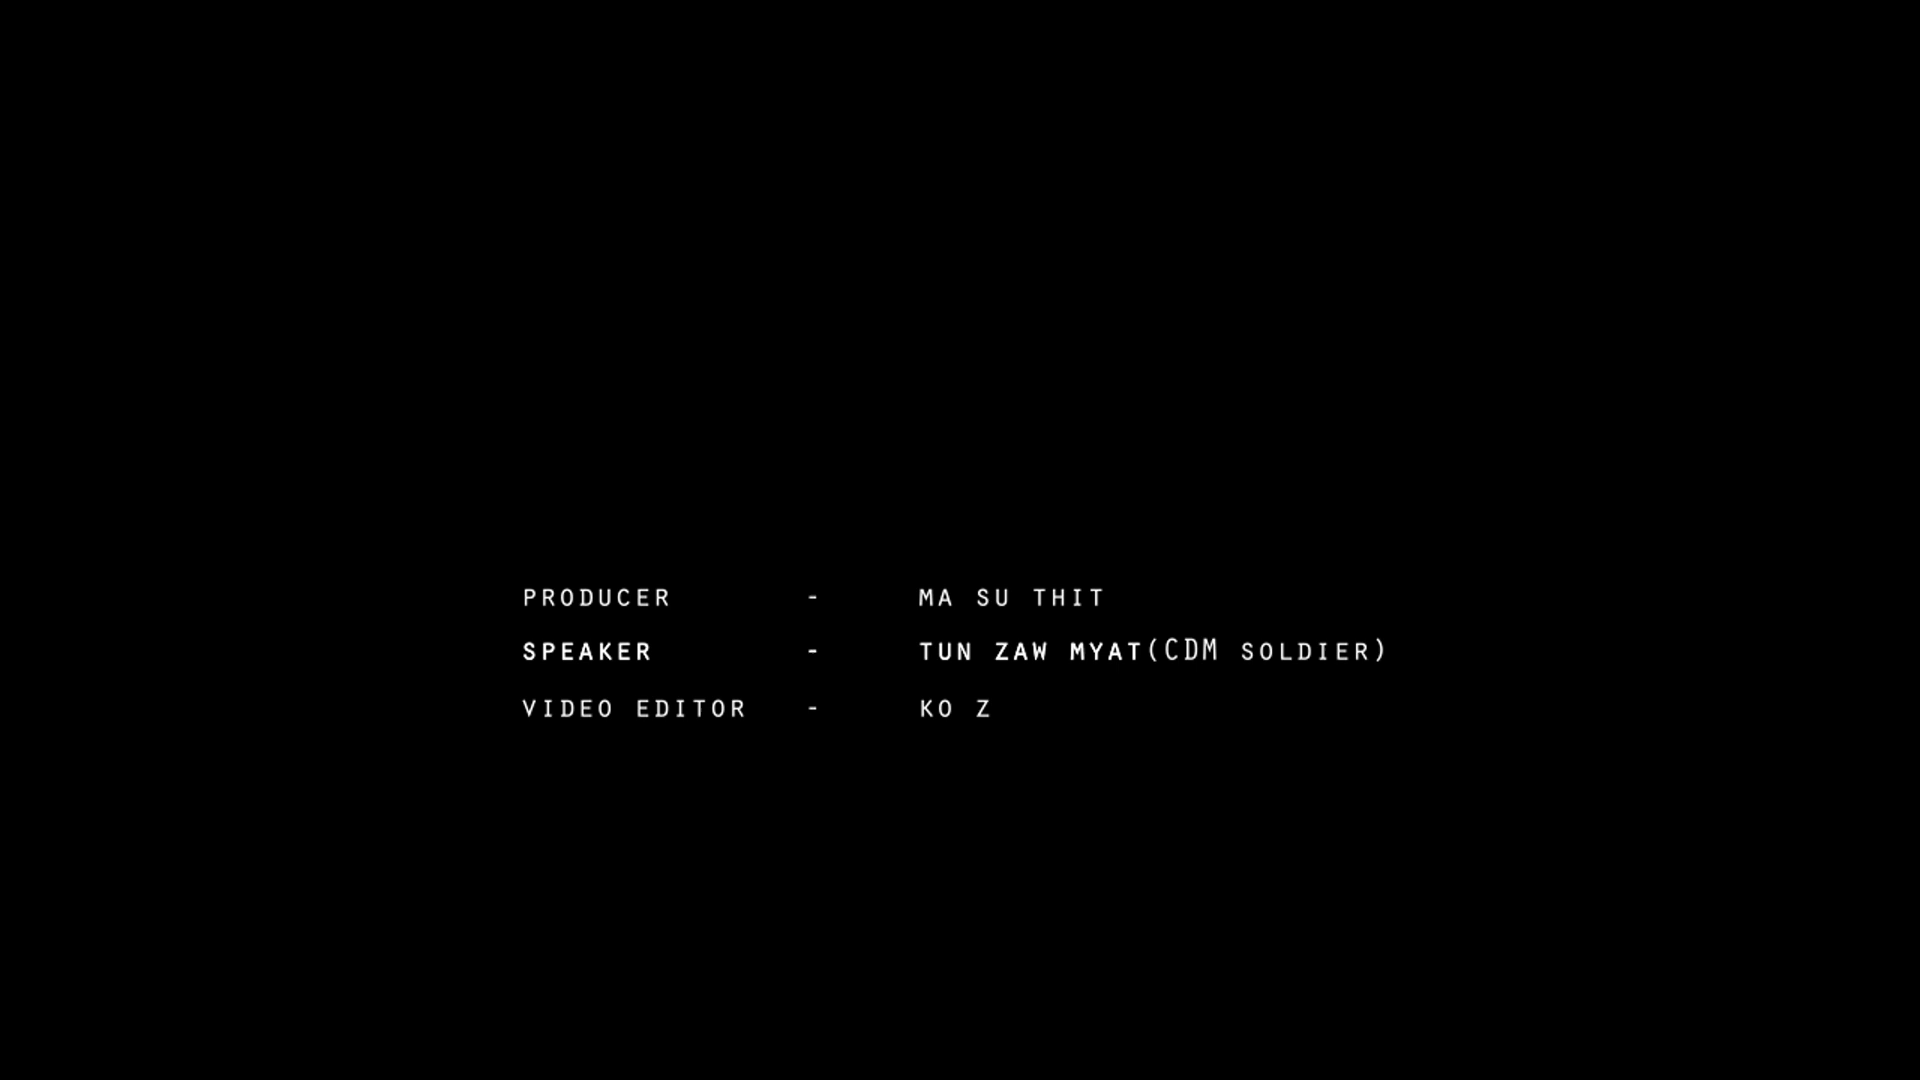 PRODUCER - MA SU THIT
SPEAKER - TUN ZAW MYAT(CDM SOLDIER)
VIDEO EDITOR - KO Z